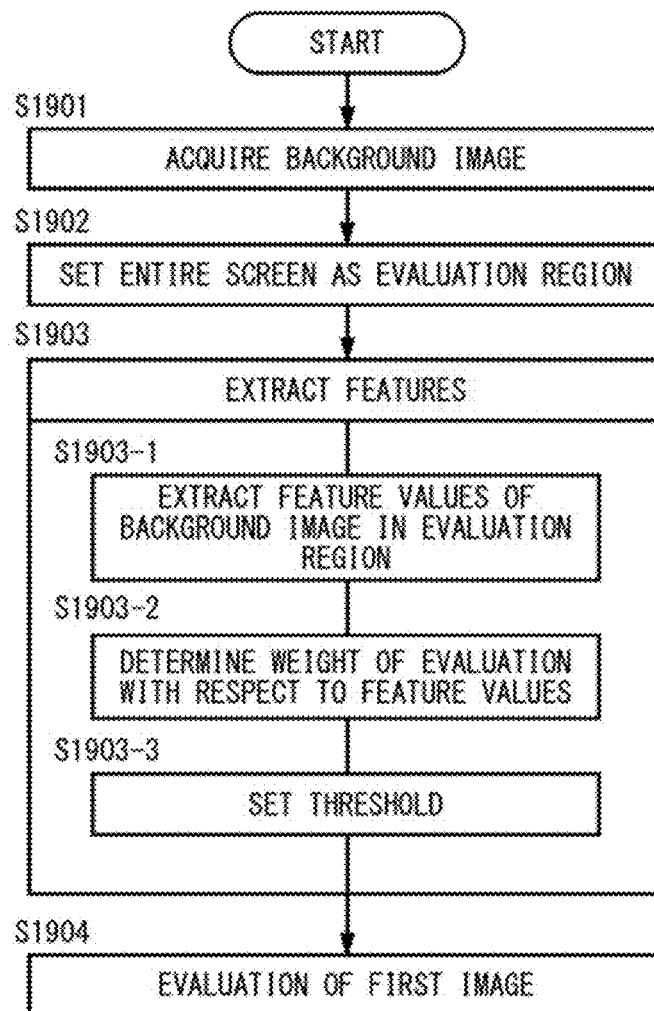 START
S1901
ACQUIRE BACKGROUND IMAGE
S1902
SET ENTIRE SCREEN AS EVALUATION REGION
S1903
EXTRACT FEATURES
S1903-1
EXTRACT FEATURE VALUES OF
BACKGROUND IMAGE IN EVALUATION
REGION
S1903-2
DETERMINE WEIGHT OF EVALUATION
WITH RESPECT TO FEATURE VALUES
S1903-3
SET THRESHOLD
S1904
EVALUATION OF FIRST IMAGE